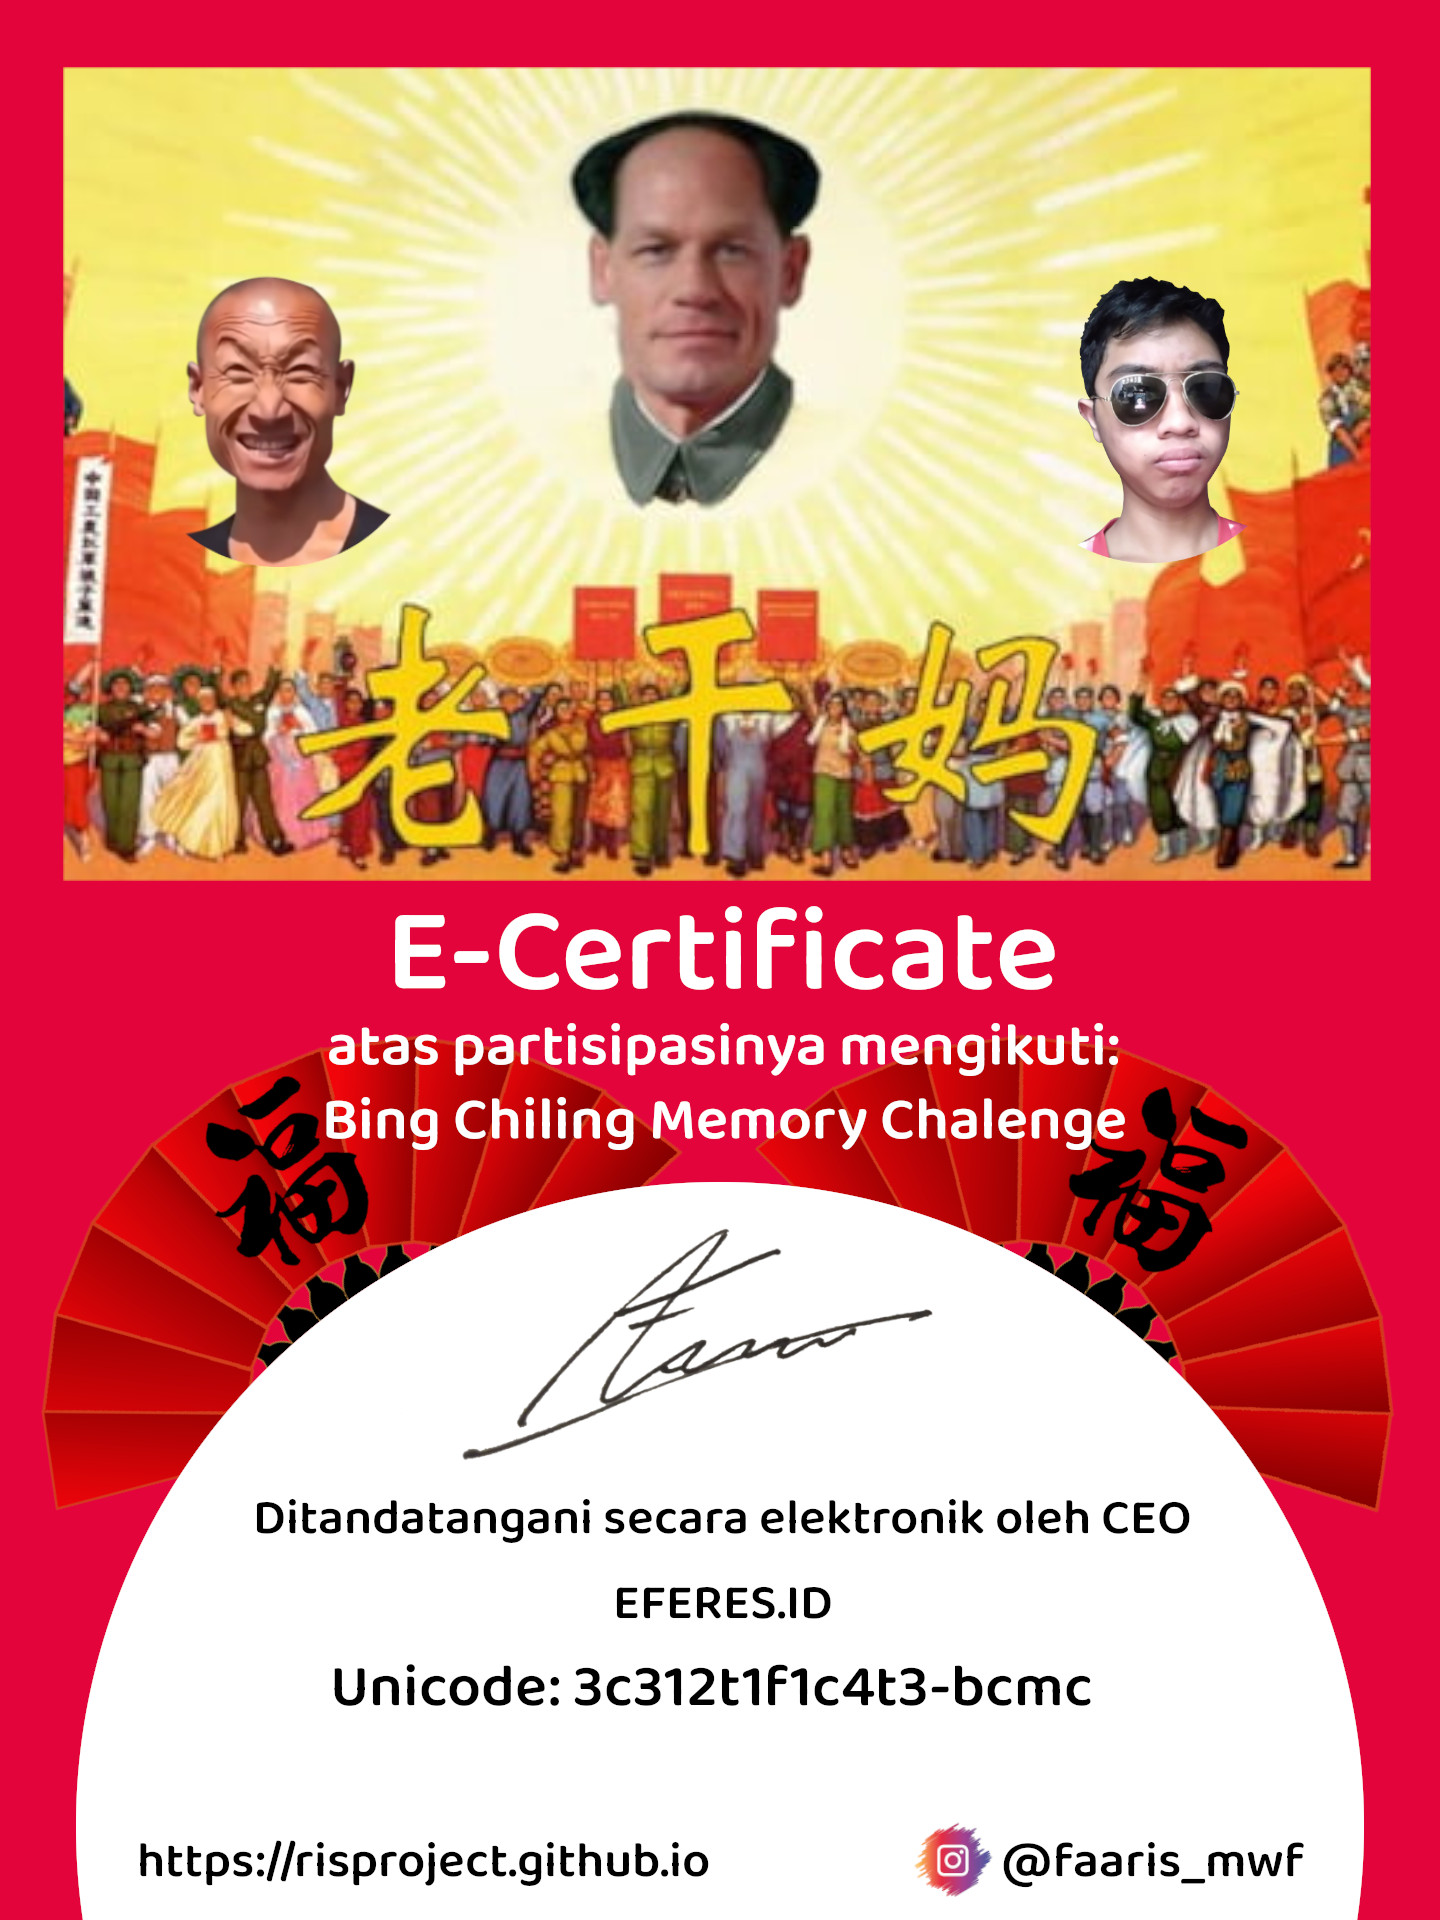 老干妈
E-Certificate
atas partisipasinya mengikuti:
Bing Chiling Memory Chalenge
福 福
Ditandatangani secara elektronik oleh CEO
EFERES.ID
Unicode: 3c312t1f1c4t3-bcmc
https://risproject.github.io
@faaris_mwf